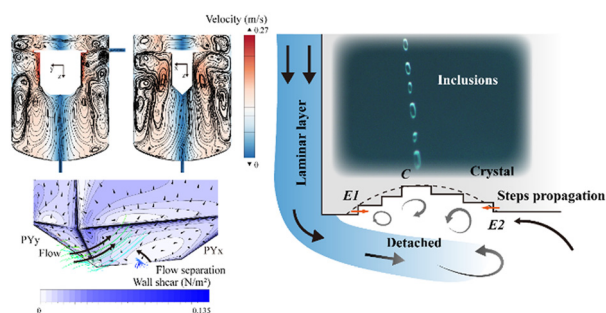 Velocity (m/s)
0.27
0
y
z
x
z
PYy
Flow
PYx
Flow separation
Wall shear (N/m²)
0
0.135
Laminar layer
Inclusions
C
Crystal
E1
Steps propagation
E2
Detached